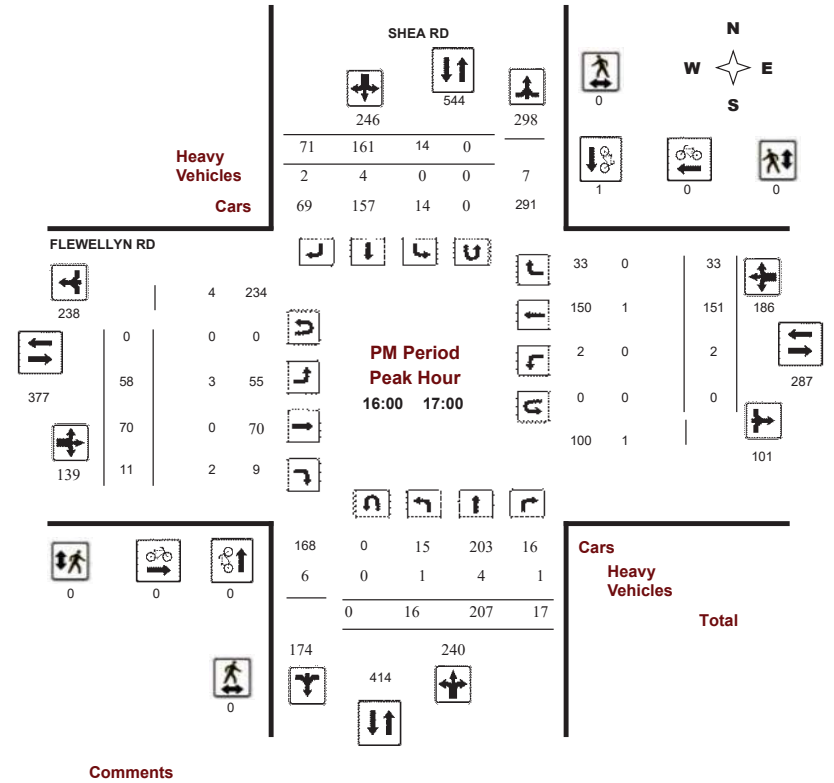 SHEA RD
N
W E
S
544
0
246 298
71 161 14 0
Heavy
Vehicles
2 4 0 0 7
Cars
69 157 14 0 291
1 0 0
FLEWELLYN RD
238
4 234
0 0 0
377
58 3 55
70 0 70
139
11 2 9
PM Period
Peak Hour
16:00 17:00
33 0 33
150 1 151 186
2 0 2
287
0 0 0
100 1
101
168 0 15 203 16
Cars
6 0 1 4 1
Heavy
Vehicles
0 16 207 17
Total
0 0 0
174 240
414
0
Comments